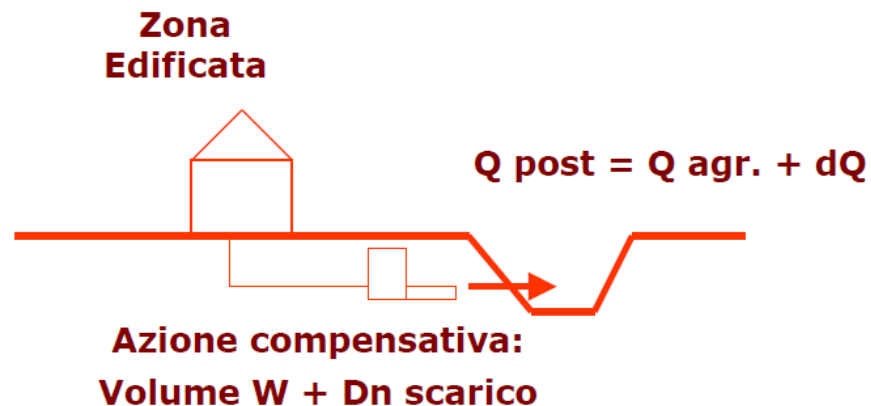 Zona
Edificata
Q post = Q agr. + dQ
Azione compensativa:
Volume W + Dn scarico